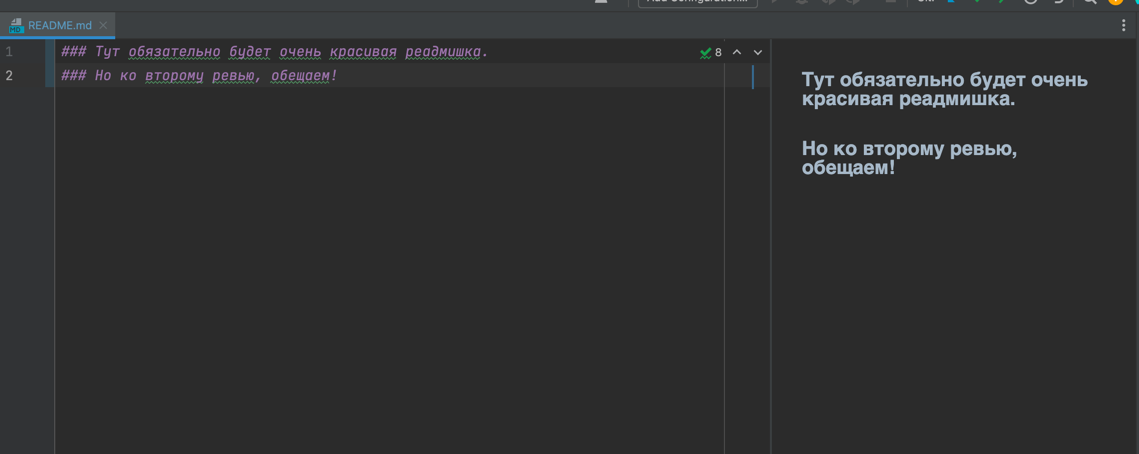 README.md
1 ### Тут обязательно будет очень красивая реадмишка.
8
2 ### Но ко второму ревью, обещаем!
Тут обязательно будет очень
красивая реадмишка.
Но ко второму ревью,
обещаем!